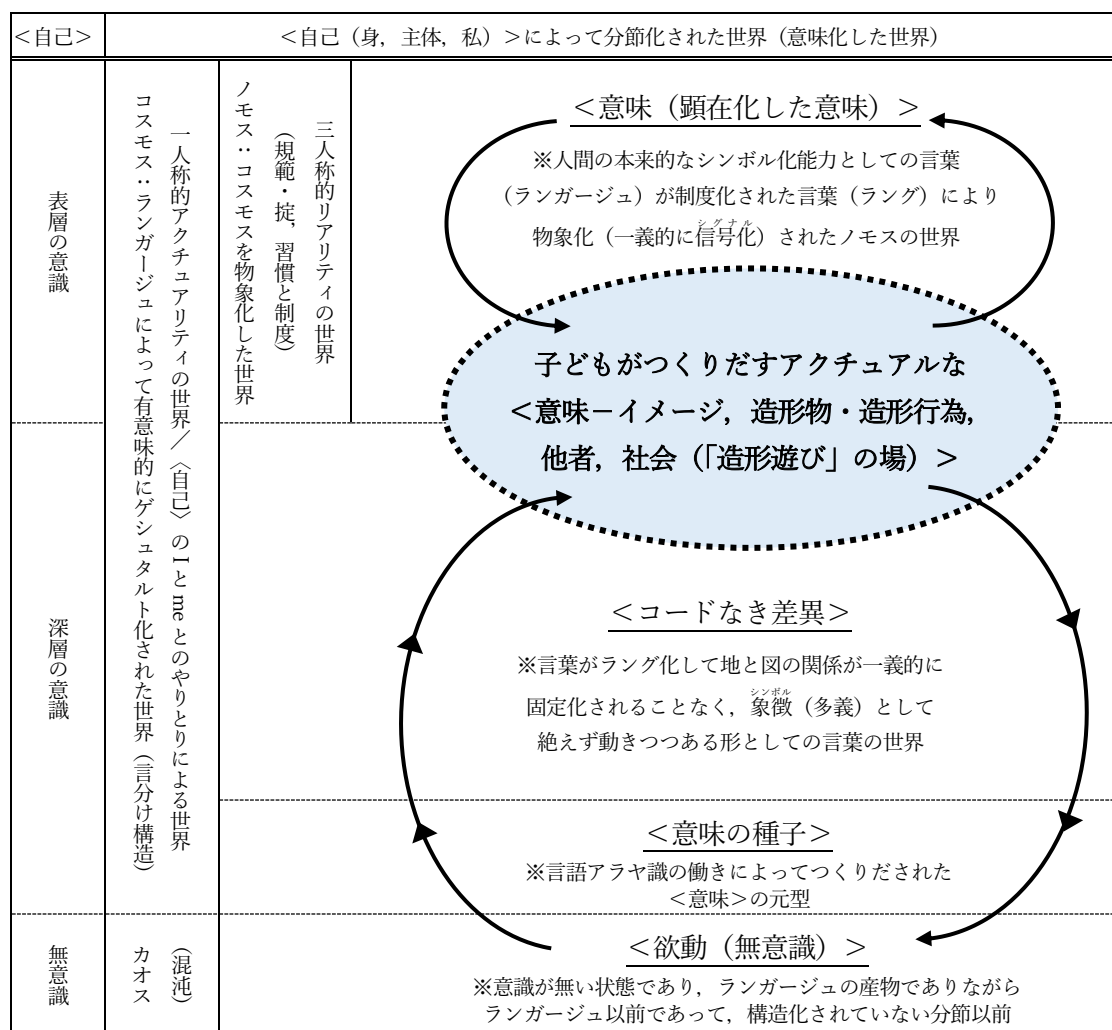 ＜自己＞
＜自己（身，主体，私）＞によって分節化された世界（意味化した世界）
表層の意識
深層の意識
無意識
一人称的アクチュアリティの世界／〈自己〉のＩとmeとのやりとりによる世界
コスモス：ランガージュによって有意味的にゲシュタルト化された世界（言分け構造）
（混沌）
カオス
三人称的リアリティの世界
（規範・掟，習慣と制度）
ノモス：コスモスを物象化した世界
＜意味（顕在化した意味）＞
※人間の本来的なシンボル化能力としての言葉
（ランガージュ）が制度化された言葉（ラング）により
シグナル
物象化（一義的に信号化）されたノモスの世界
子どもがつくりだすアクチュアルな
＜意味－イメージ，造形物・造形行為，
他者，社会（「造形遊び」の場）＞
＜コードなき差異＞
※言葉がラング化して地と図の関係が一義的に
シンボル
固定化されることなく，象徴（多義）として
絶えず動きつつある形としての言葉の世界
＜意味の種子＞
※言語アラヤ識の働きによってつくりだされた
＜意味＞の元型
＜欲動（無意識）＞
※意識が無い状態であり，ランガージュの産物でありながら
ランガージュ以前であって，構造化されていない分節以前